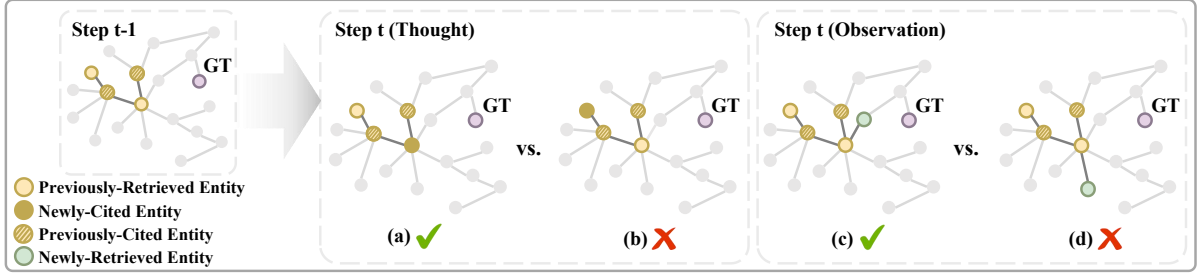 Step t-1
GT
Previously-Retrieved Entity
Newly-Cited Entity
Previously-Cited Entity
Newly-Retrieved Entity
Step t (Thought)
GT
vs.
GT
(a)
(b)
Step t (Observation)
GT
vs.
GT
(c)
(d)